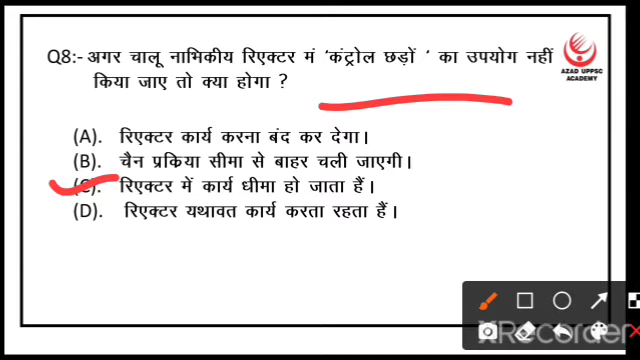 Q8:- अगर चालू नाभिकीय रिएक्टर मं 'कंट्रोल छड़ों ' का उपयोग नहीं
किया जाए तो क्या होगा ?
AZAD UPPSC
ACADEMY
(A). रिएक्टर कार्य करना बंद कर देगा।
(B). चैन प्रकिया सीमा से बाहर चली जाएगी।
(C). रिएक्टर में कार्य धीमा हो जाता हैं।
(D). रिएक्टर यथावत कार्य करता रहता हैं।
XRecorder